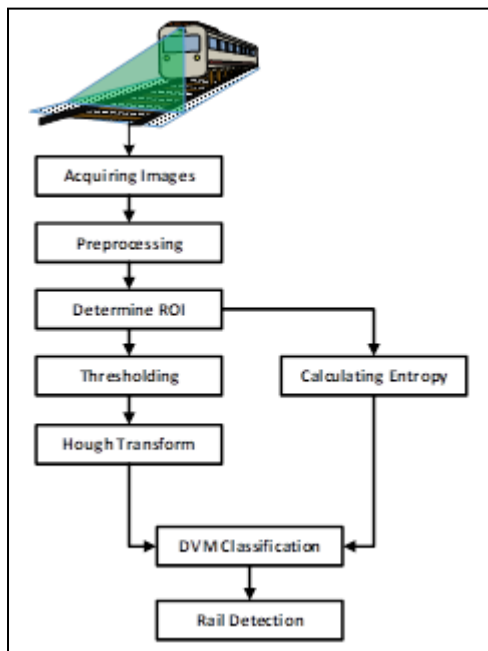 Acquiring Images
Preprocessing
Determine ROI
Thresholding
Calculating Entropy
Hough Transform
DVM Classification
Rail Detection